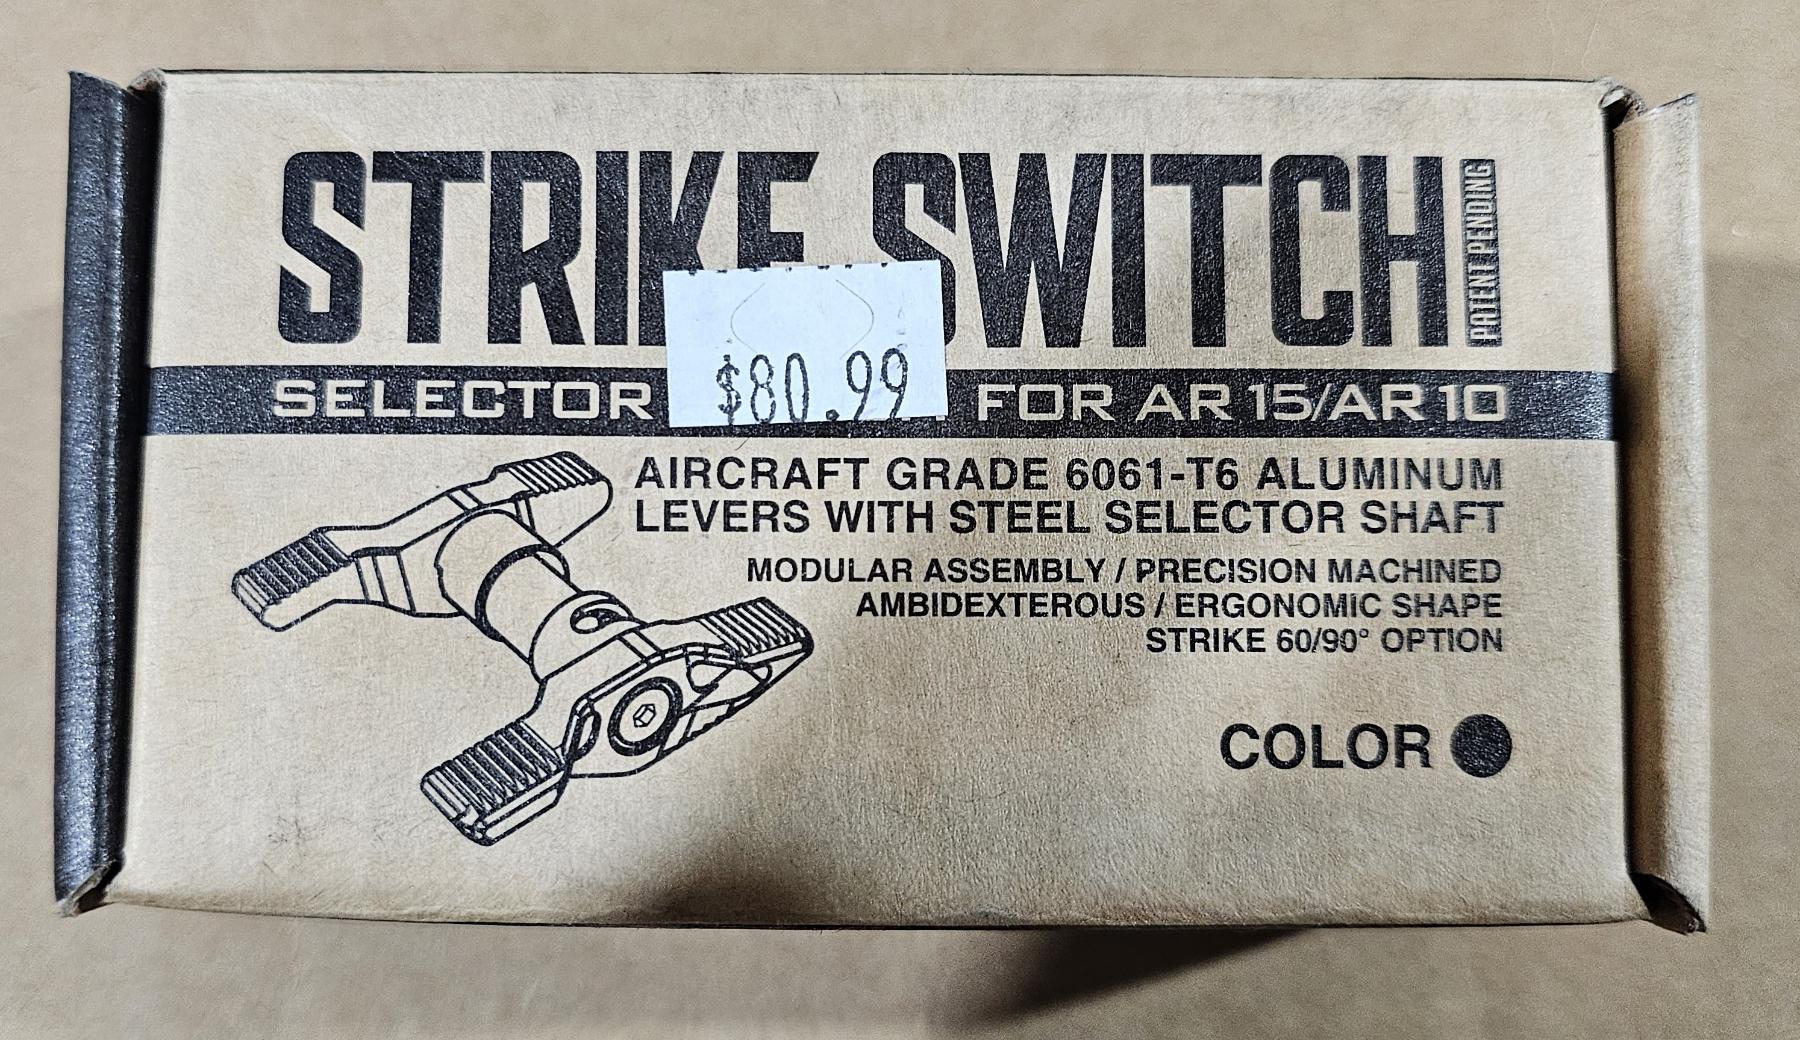 STRIKE SWITCH
PATENT PENDING
$80.99
SELECTOR FOR AR 15/AR 10
AIRCRAFT GRADE 6061-T6 ALUMINUM
LEVERS WITH STEEL SELECTOR SHAFT
MODULAR ASSEMBLY / PRECISION MACHINED
AMBIDEXTEROUS / ERGONOMIC SHAPE
STRIKE 60/90° OPTION
COLOR